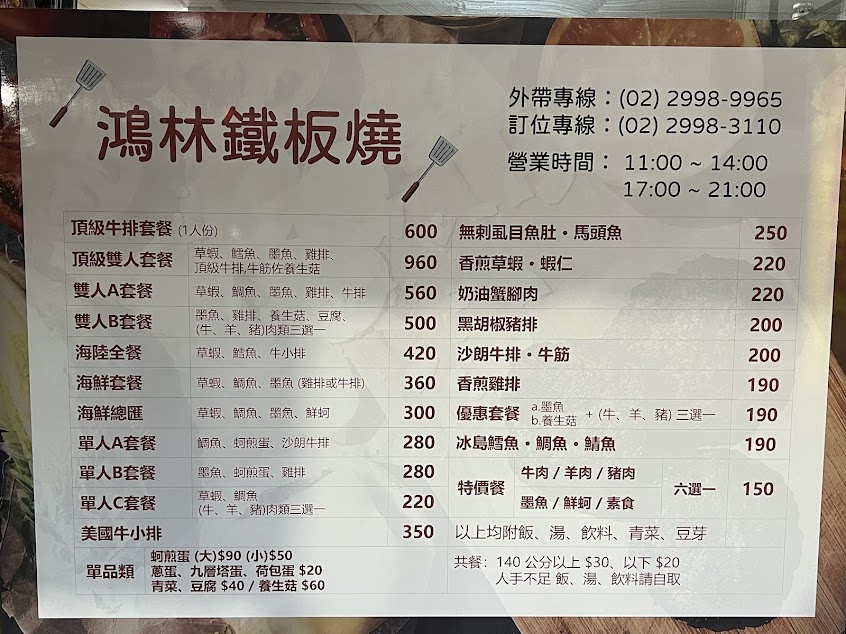 鴻林鐵板燒
外帶專線：(02) 2998-9965
訂位專線：(02) 2998-3110
營業時間： 11:00 ~ 14:00
17:00 ~ 21:00
頂級牛排套餐 (1人份) 600
頂級雙人套餐 草蝦、鱈魚、墨魚、雞排、
頂級牛排,牛筋佐養生菇 960
雙人A套餐 草蝦、鯛魚、墨魚、雞排、牛排 560
雙人B套餐 墨魚、雞排、養生菇、豆腐、
(牛、羊、豬)肉類三選一 500
海陸全餐 草蝦、鱈魚、牛小排 420
海鮮套餐 草蝦、鯛魚、墨魚 (雞排或牛排) 360
海鮮總匯 草蝦、鯛魚、墨魚、鮮蚵 300
單人A套餐 鯛魚、蚵煎蛋、沙朗牛排 280
單人B套餐 墨魚、蚵煎蛋、雞排 280
單人C套餐 草蝦、鯛魚
(牛、羊、豬)肉類三選一 220
美國牛小排 350
單品類 蚵煎蛋 (大)$90 (小)$50
蔥蛋、九層塔蛋、荷包蛋 $20
青菜、豆腐 $40 / 養生菇 $60
無刺虱目魚肚・馬頭魚 250
香煎草蝦・蝦仁 220
奶油蟹腳肉 220
黑胡椒豬排 200
沙朗牛排・牛筋 200
香煎雞排 190
優惠套餐 a.墨魚
b.養生菇 + (牛、羊、豬) 三選一 190
冰島鱈魚・鯛魚・鯖魚 190
特價餐 牛肉 / 羊肉 / 豬肉
墨魚 / 鮮蚵 / 素食 六選一 150
以上均附飯、湯、飲料、青菜、豆芽
共餐：140 公分以上 $30、以下 $20
人手不足 飯、湯、飲料請自取